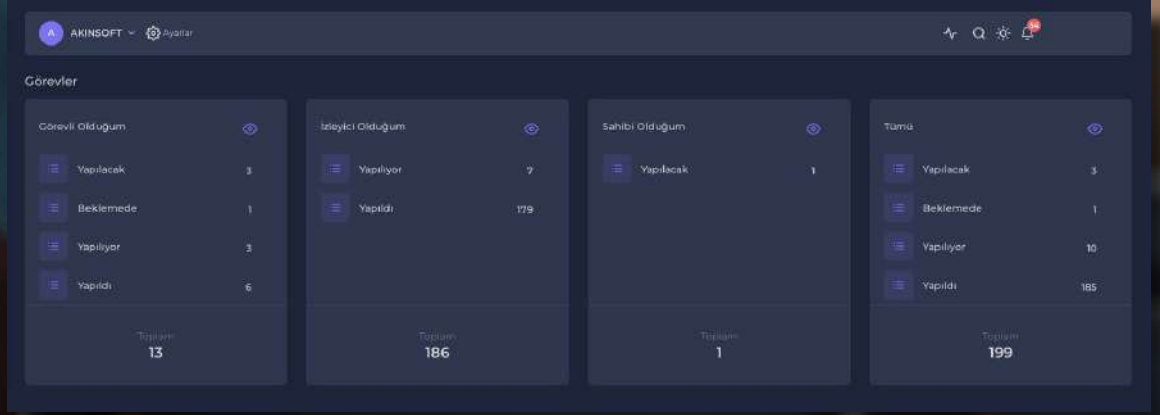 A AKINSOFT Ayarlar 54
Görevler
Görevli Olduğum
Yapılacak 3
Beklemede 1
Yapılıyor 3
Yapıldı 6
Toplam
13
İzleyici Olduğum
Yapılıyor 7
Yapıldı 179
Toplam
186
Sahibi Olduğum
Yapılacak 1
Toplam
1
Tümü
Yapılacak 3
Beklemede 1
Yapılıyor 10
Yapıldı 185
Toplam
199